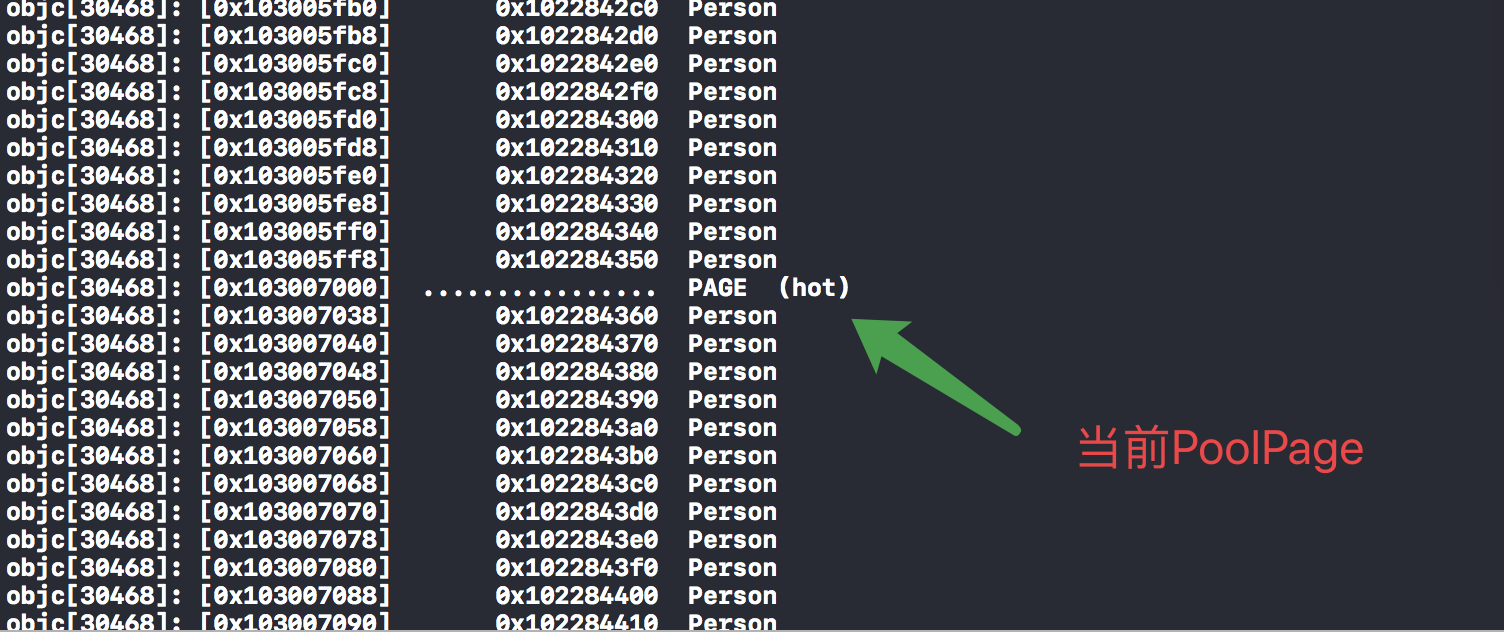 objc[30468]: [0x103005fb0] 0x1022842c0 Person
objc[30468]: [0x103005fb8] 0x1022842d0 Person
objc[30468]: [0x103005fc0] 0x1022842e0 Person
objc[30468]: [0x103005fc8] 0x1022842f0 Person
objc[30468]: [0x103005fd0] 0x102284300 Person
objc[30468]: [0x103005fd8] 0x102284310 Person
objc[30468]: [0x103005fe0] 0x102284320 Person
objc[30468]: [0x103005fe8] 0x102284330 Person
objc[30468]: [0x103005ff0] 0x102284340 Person
objc[30468]: [0x103005ff8] 0x102284350 Person
objc[30468]: [0x103007000] ................ PAGE (hot)
objc[30468]: [0x103007038] 0x102284360 Person
objc[30468]: [0x103007040] 0x102284370 Person
objc[30468]: [0x103007048] 0x102284380 Person
objc[30468]: [0x103007050] 0x102284390 Person
objc[30468]: [0x103007058] 0x1022843a0 Person
objc[30468]: [0x103007060] 0x1022843b0 Person
objc[30468]: [0x103007068] 0x1022843c0 Person
objc[30468]: [0x103007070] 0x1022843d0 Person
objc[30468]: [0x103007078] 0x1022843e0 Person
objc[30468]: [0x103007080] 0x1022843f0 Person
objc[30468]: [0x103007088] 0x102284400 Person
objc[30468]: [0x103007090] 0x102284410 Person
当前PoolPage